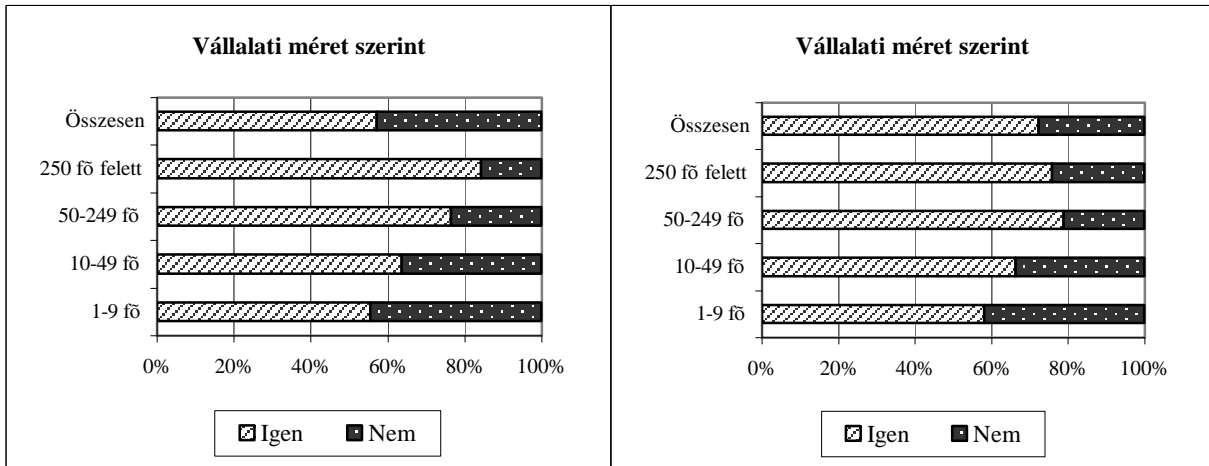 Vállalati méret szerint
Összesen
250 fõ felett
50-249 fõ
10-49 fõ
1-9 fõ
0% 20% 40% 60% 80% 100%
Igen Nem
Vállalati méret szerint
Összesen
250 fõ felett
50-249 fõ
10-49 fõ
1-9 fõ
0% 20% 40% 60% 80% 100%
Igen Nem